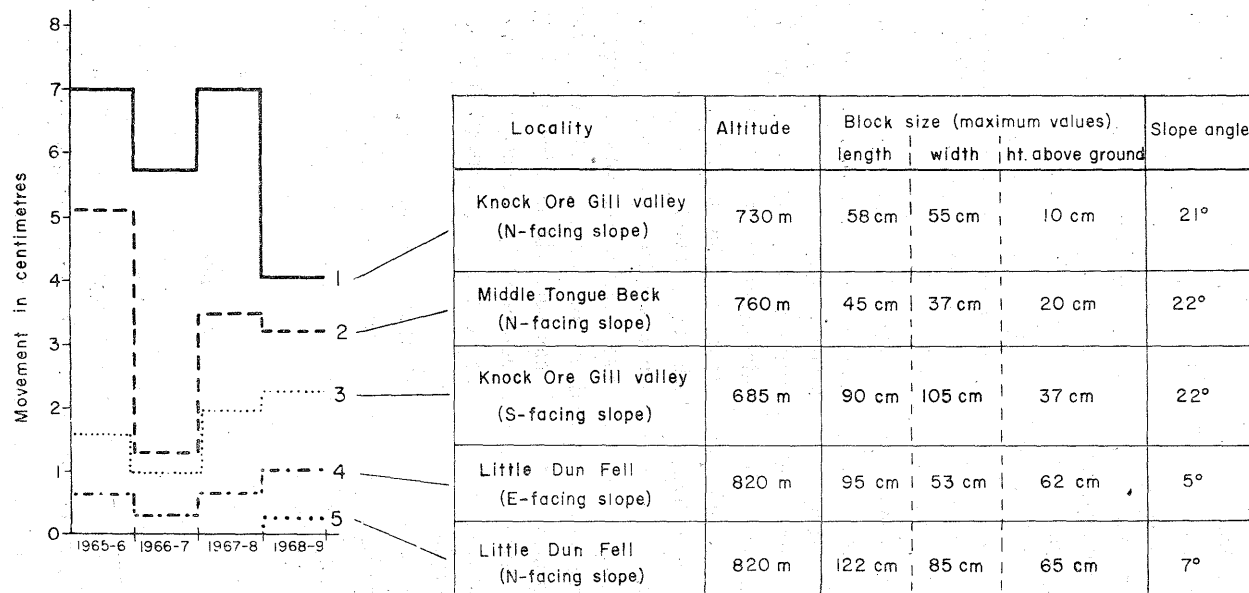 Movement in centimetres
8
7
6
5
4
3
2
1
0
1965-6 1966-7 1967-8 1968-9
1
2
3
4
5
Locality Altitude Block size (maximum values) Slope angle
length width ht. above ground
Knock Ore Gill valley (N-facing slope) 730 m 58 cm 55 cm 10 cm 21°
Middle Tongue Beck (N-facing slope) 760 m 45 cm 37 cm 20 cm 22°
Knock Ore Gill valley (S-facing slope) 685 m 90 cm 105 cm 37 cm 22°
Little Dun Fell (E-facing slope) 820 m 95 cm 53 cm 62 cm 5°
Little Dun Fell (N-facing slope) 820 m 122 cm 85 cm 65 cm 7°